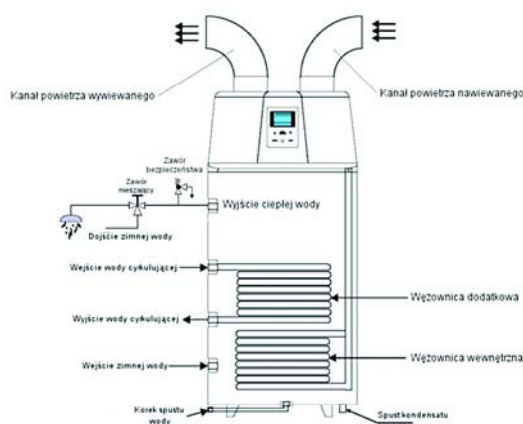 Kanał powietrza wywiewanego
Kanał powietrza nawiewanego
Zawór
bezpieczeństwa
Zawór
mieszający
Wyjście ciepłej wody
Dojście zimnej wody
Wejście wody cyrkulującej
Wężownica dodatkowa
Wyjście wody cyrkulującej
Wężownica wewnętrzna
Wejście zimnej wody
Korek spustu
wody
Spust kondensatu